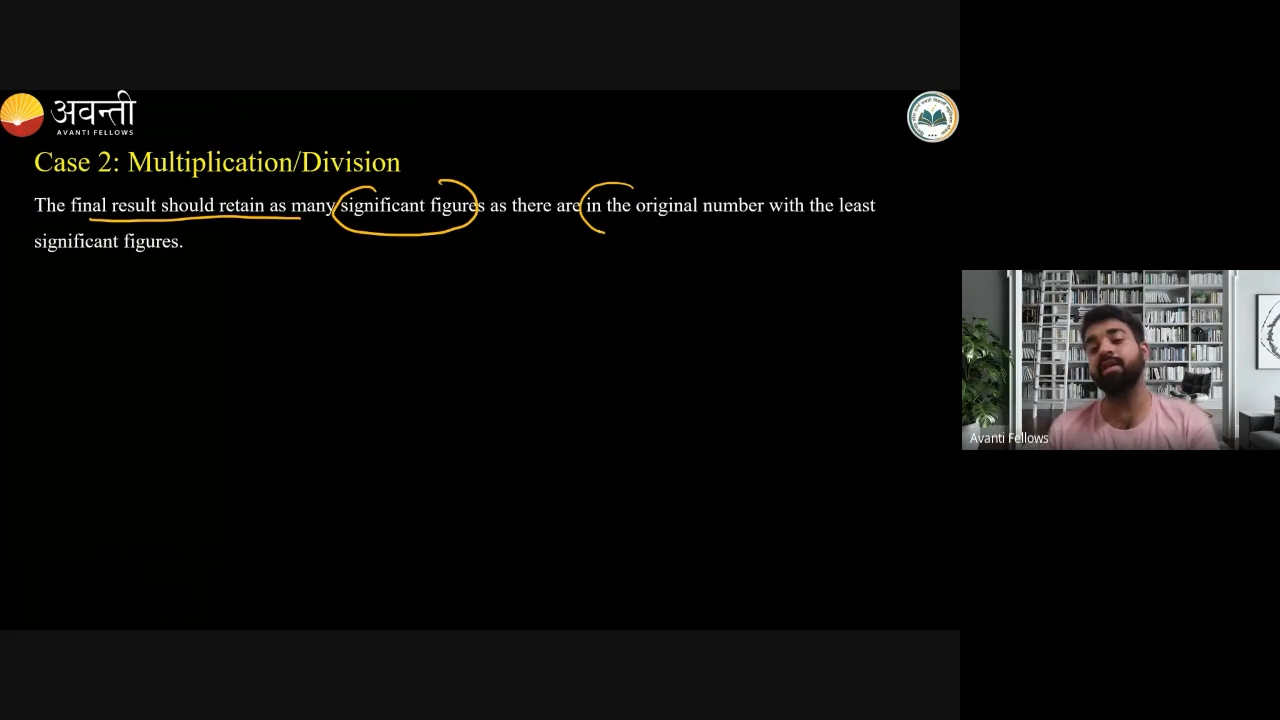 अवन्ती
AVANTI FELLOWS
Case 2: Multiplication/Division
The final result should retain as many significant figures as there are in the original number with the least
significant figures.
Avanti Fellows